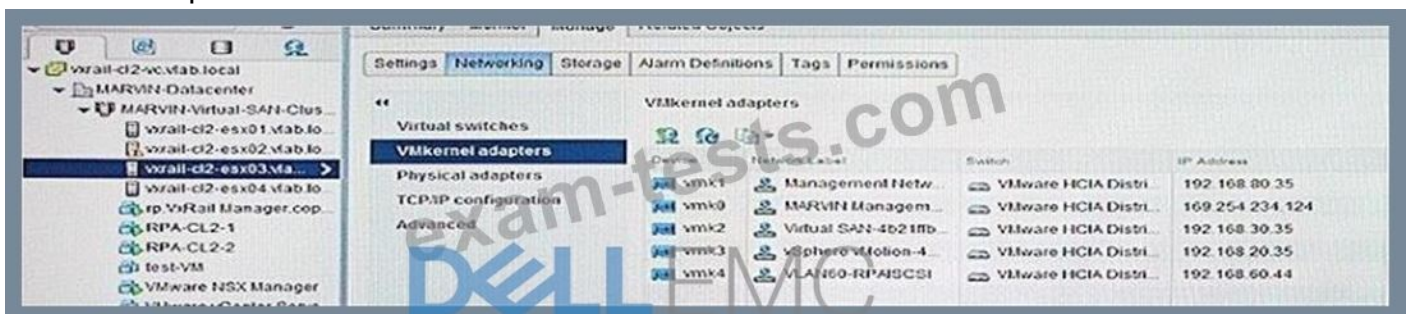 Manage
Settings Networking Storage Alarm Definitions Tags Permissions
vxrail-cl2-vc.vlab.local
MARVIN-Datacenter
MARVIN-Virtual-SAN-Clus...
vxrail-cl2-esx01.vlab.lo...
vxrail-cl2-esx02.vlab.lo...
vxrail-cl2-esx03.vla...
vxrail-cl2-esx04.vlab.lo...
rp.VxRail Manager.cop...
RPA-CL2-1
RPA-CL2-2
test-VM
VMware NSX Manager
Virtual switches
VMkernel adapters
Physical adapters
TCP/IP configuration
Advanced
VMkernel adapters
Device Network Label Switch IP Address
vmk1 Management Netw... VMware HCIA Distri... 192.168.80.35
vmk0 MARVIN Managem... VMware HCIA Distri... 169.254.234.124
vmk2 Virtual SAN-4b21ffb... VMware HCIA Distri... 192.168.30.35
vmk3 vSphere vMotion-4... VMware HCIA Distri... 192.168.20.35
vmk4 VLAN60-RPAISCSI VMware HCIA Distri... 192.168.60.44
exam-tests.com
DELL EMC